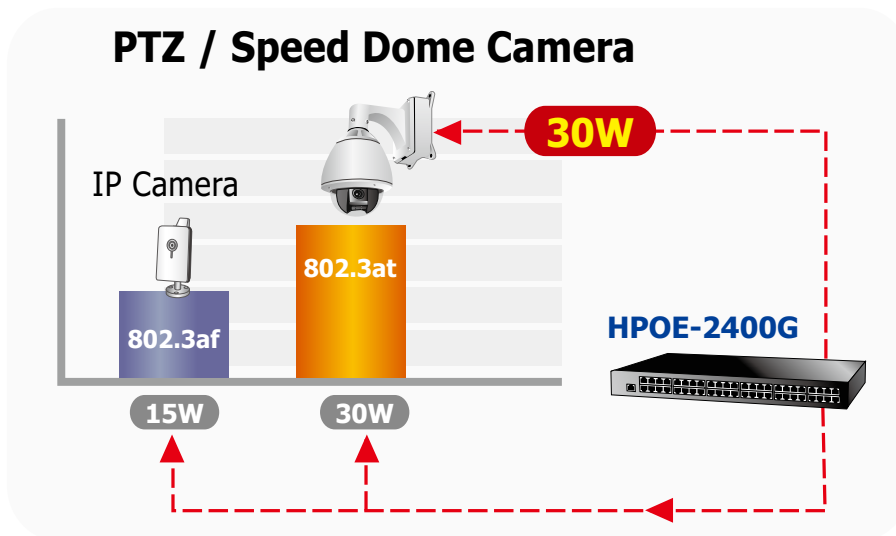 PTZ / Speed Dome Camera
30W
IP Camera
802.3at
802.3af
HPOE-2400G
15W
30W